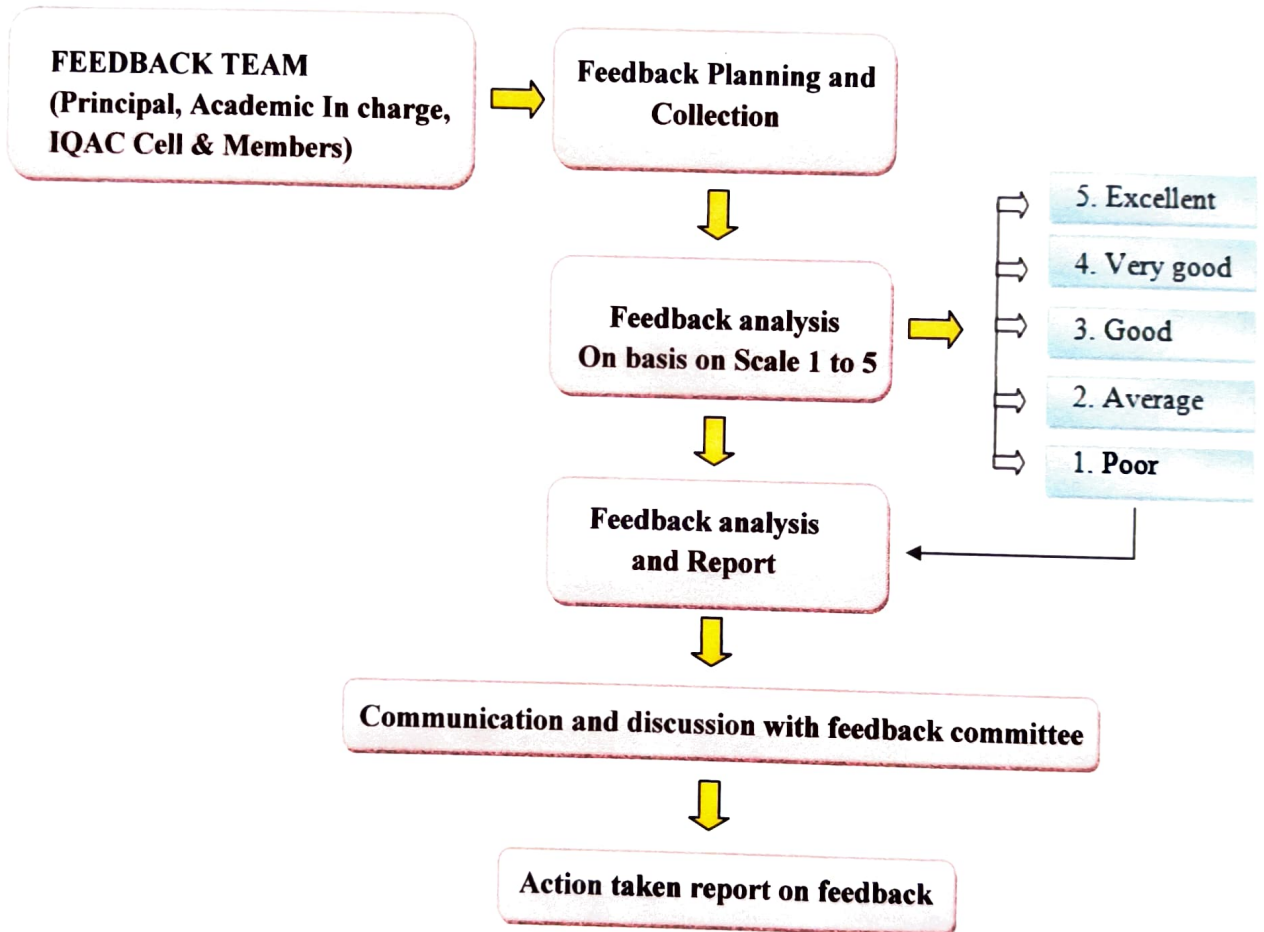 FEEDBACK TEAM
(Principal, Academic In charge,
IQAC Cell & Members)
Feedback Planning and
Collection
Feedback analysis
On basis on Scale 1 to 5
5. Excellent
4. Very good
3. Good
2. Average
1. Poor
Feedback analysis
and Report
Communication and discussion with feedback committee
Action taken report on feedback